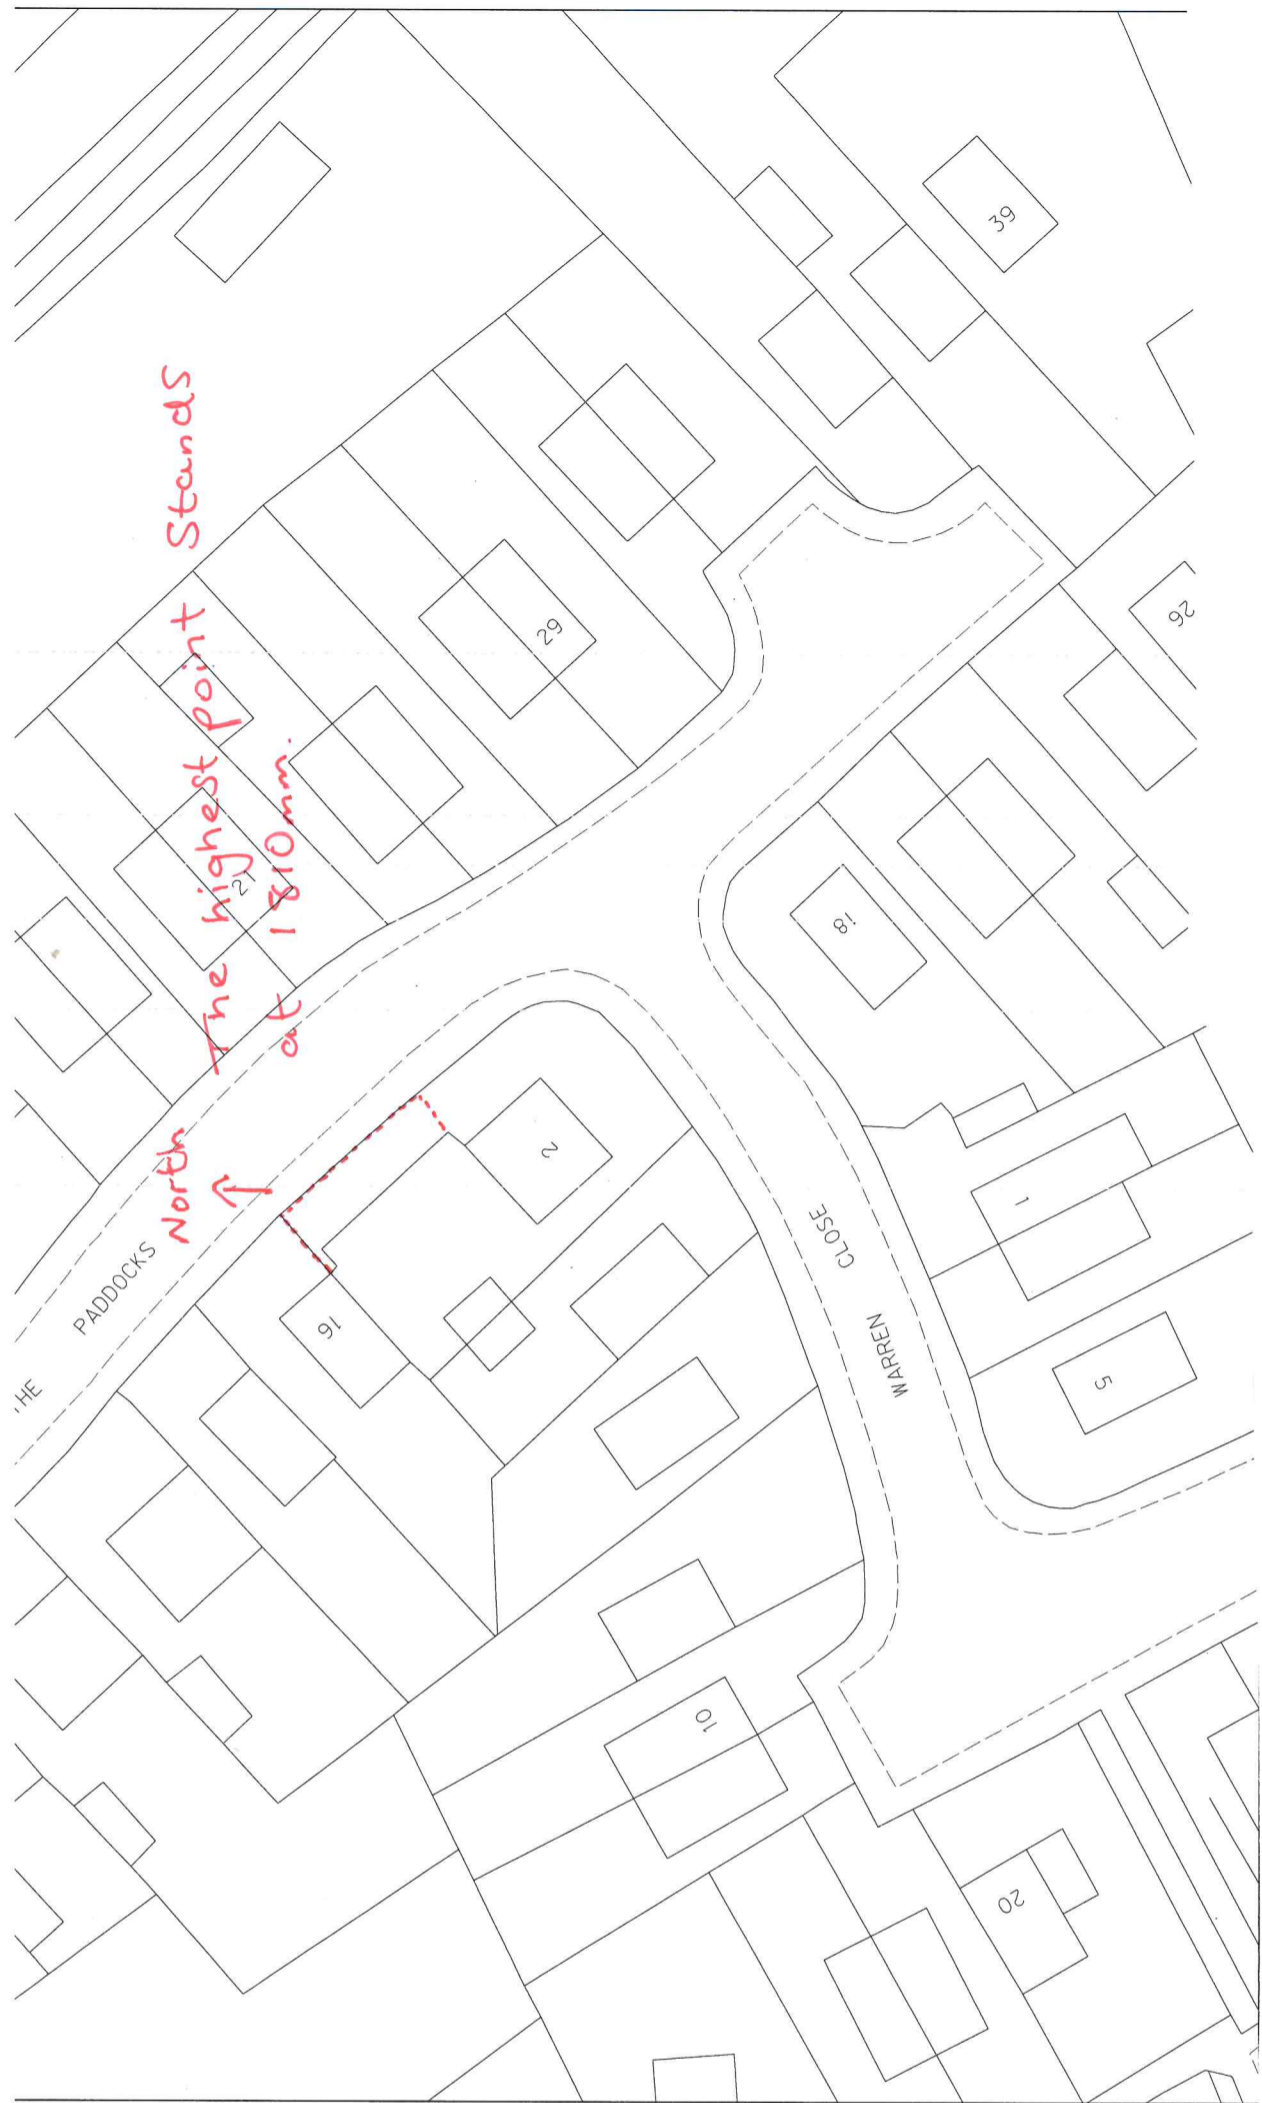 The highest point Stands
at 1810mm.
North
39
26
29
21
18
2
1
16
5
THE PADDOCKS
WARREN CLOSE
10
20